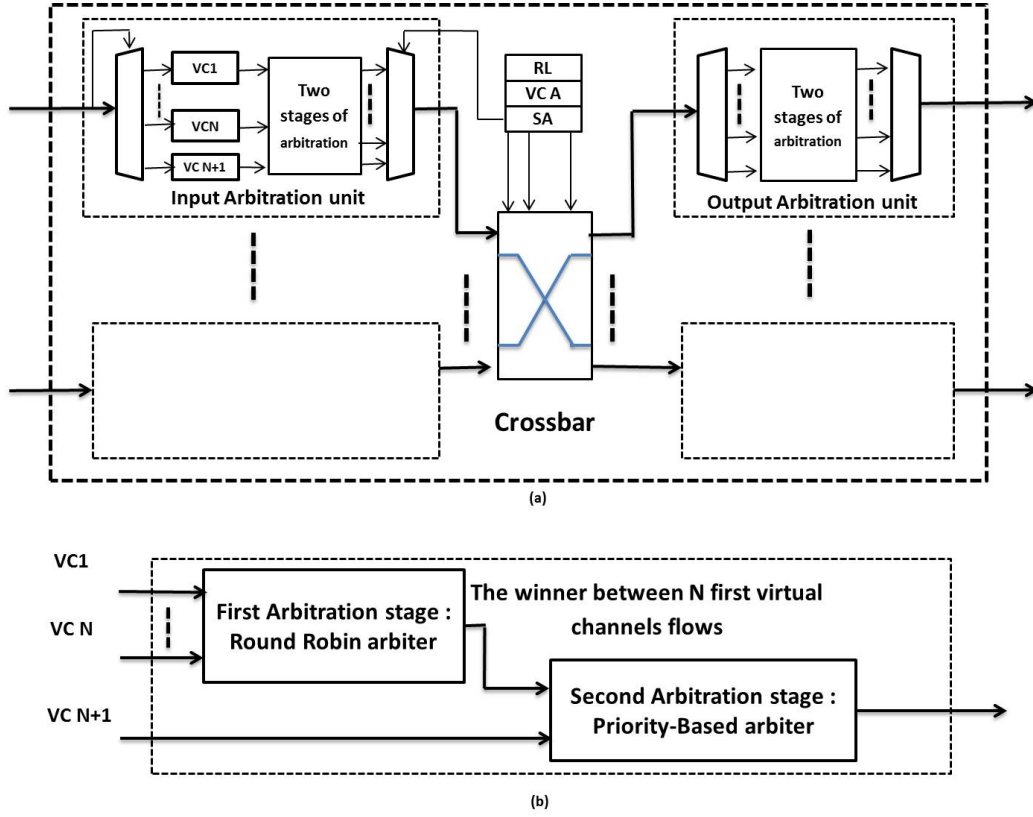 VC1
VCN
VC N+1
Two
stages of
arbitration
Input Arbitration unit
RL
VC A
SA
Two
stages of
arbitration
Output Arbitration unit
Crossbar
(a)
VC1
VC N
VC N+1
First Arbitration stage :
Round Robin arbiter
The winner between N first virtual
channels flows
Second Arbitration stage :
Priority-Based arbiter
(b)